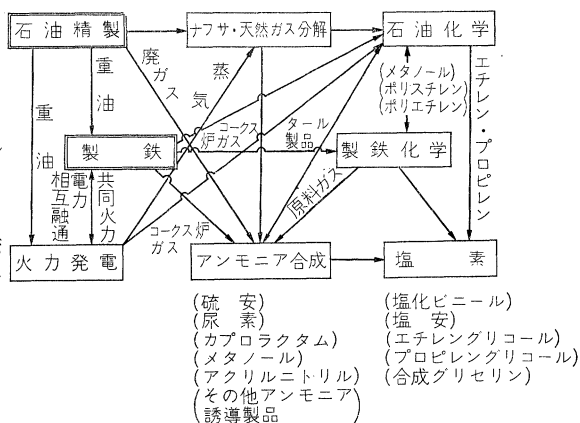 石油精製
ナフサ・天然ガス分解
石油化学
重油
重油
廃ガス
蒸気
(メタノール)
(ポリスチレン)
(ポリエチレン)
エチレン・プロピレン
製鉄
コークス炉ガス
タール製品
製鉄化学
相互融通
電力
共同火力
コークス炉ガス
原料ガス
火力発電
アンモニア合成
塩素
(硫安)
(尿素)
(カプロラクタム)
(メタノール)
(アクリルニトリル)
(その他アンモニア
誘導製品)
(塩化ビニール)
(塩安)
(エチレングリコール)
(プロピレングリコール)
(合成グリセリン)